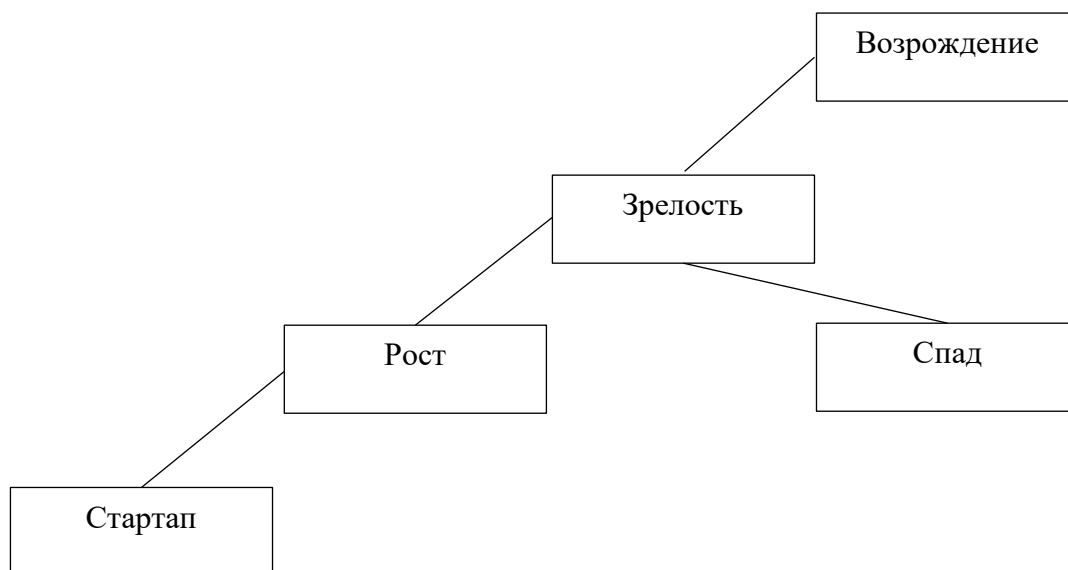 Возрождение
Зрелость
Рост
Спад
Стартап